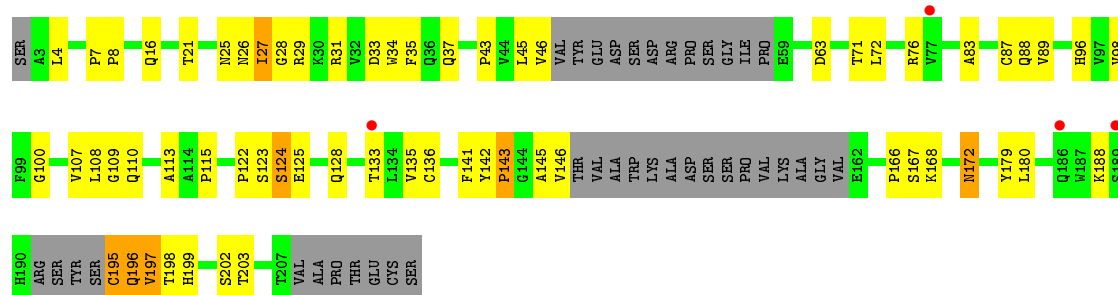 SER A3 L4 P7 P8 Q16 T21 N25 N26 I27 G28 R29 K30 R31 V32 D33 W34 F35 Q36 Q37 P43 V44 L45 V46 VAL TYR GLU ASP SER ASP ARG PRO SER GLY ILE PRO E59 D63 T71 L72 R76 V77 A83 C87 Q88 V89 H96 V97 V98
F99 G100 V107 L108 G109 Q110 A113 A114 P115 P122 S123 S124 E125 Q128 T133 L134 V135 C136 F141 Y142 P143 G144 A145 V146 THR VAL ALA TRP LYS ALA ASP SER SER PRO VAL LYS ALA GLY VAL E162 P166 S167 K168 N172 Y179 L180 Q186 W187 K188 S189
H190 ARG SER TYR SER C195 Q196 V197 T198 H199 S202 T203 T207 VAL ALA PRO THR GLU CYS SER